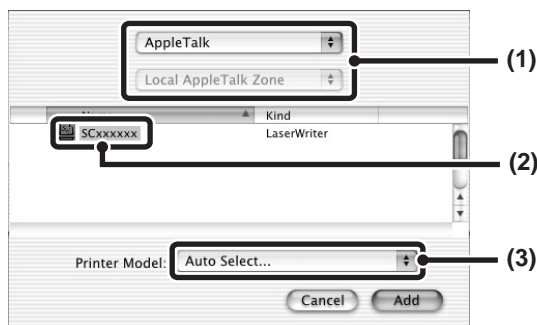 AppleTalk
(1)
Local AppleTalk Zone
Kind
SCxxxxxx LaserWriter
(2)
Printer Model: Auto Select...
(3)
Cancel Add